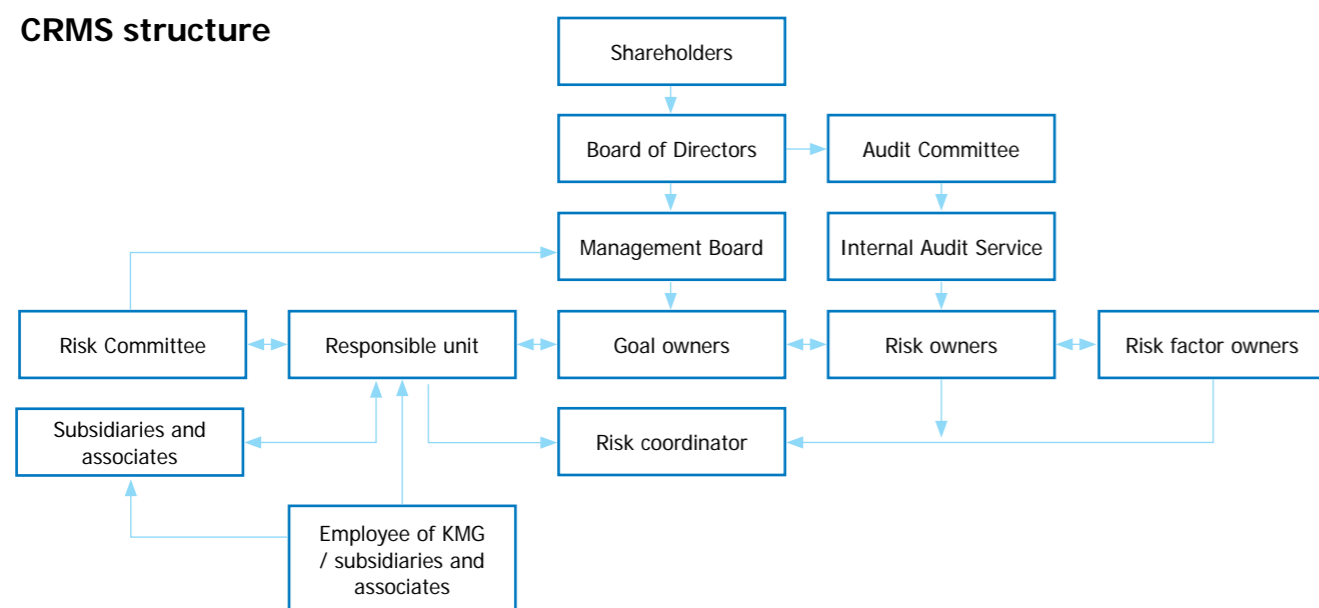 CRMS structure
Shareholders
Board of Directors
Audit Committee
Management Board
Internal Audit Service
Risk Committee
Responsible unit
Goal owners
Risk owners
Risk factor owners
Subsidiaries and
associates
Risk coordinator
Employee of KMG
/ subsidiaries and
associates